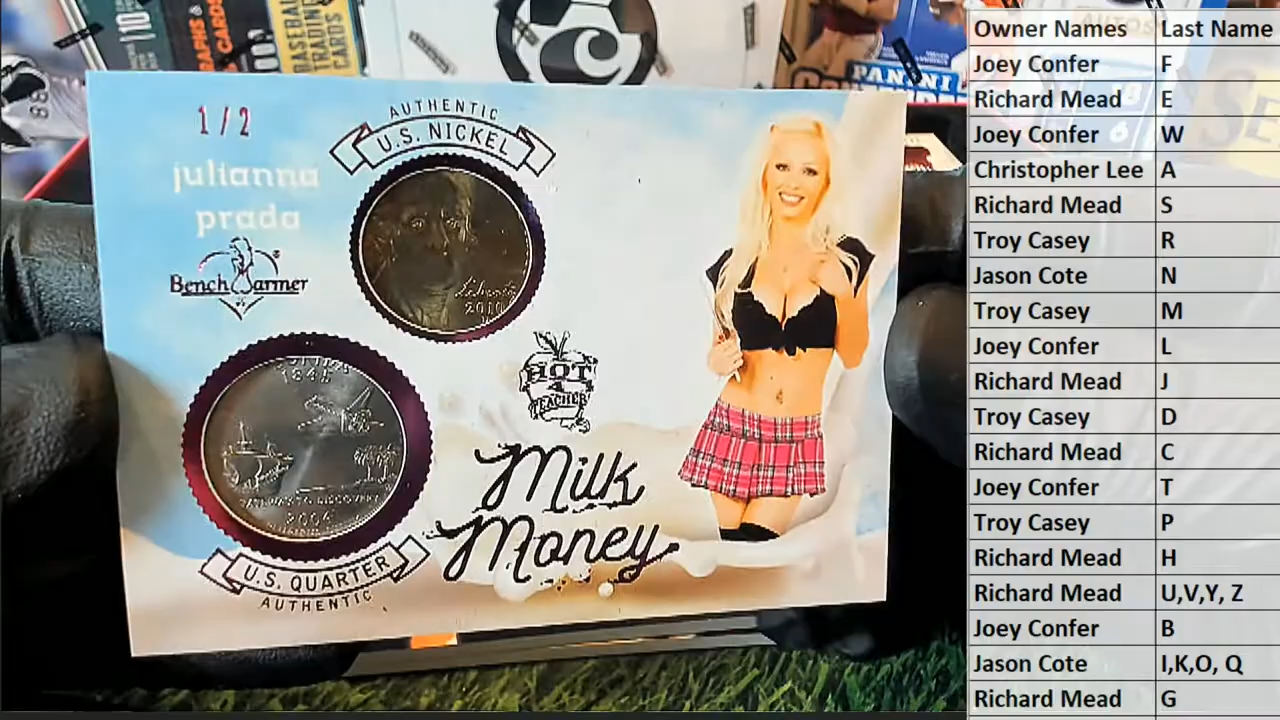 1/2
julianna
prada
BenchWarmer
AUTHENTIC
U.S. NICKEL
Liberty
2010
1845
2004
U.S. QUARTER
AUTHENTIC
HOT
4
TEACHER
Milk
Money
BASEBALL
TRADING
CARDS
PANINI
Owner Names Last Name
Joey Confer F
Richard Mead E
Joey Confer W
Christopher Lee A
Richard Mead S
Troy Casey R
Jason Cote N
Troy Casey M
Joey Confer L
Richard Mead J
Troy Casey D
Richard Mead C
Joey Confer T
Troy Casey P
Richard Mead H
Richard Mead U,V,Y, Z
Joey Confer B
Jason Cote I,K,O, Q
Richard Mead G